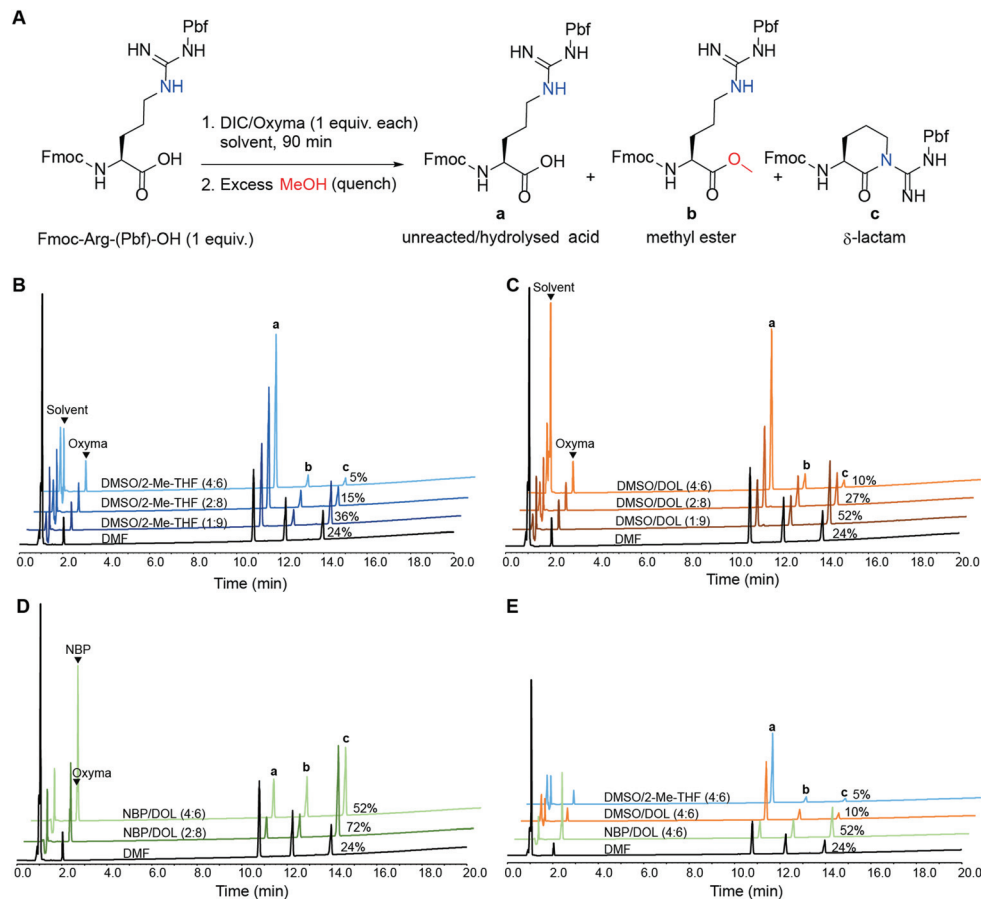 A
Pbf
HN
NH
NH
Fmoc
N
H
OH
O
Fmoc-Arg-(Pbf)-OH (1 equiv.)
1. DIC/Oxyma (1 equiv. each)
solvent, 90 min
2. Excess MeOH (quench)
Pbf
HN
NH
NH
Fmoc
N
H
OH
O
a
unreacted/hydrolysed acid
+
Pbf
HN
NH
NH
Fmoc
N
H
O
O
b
methyl ester
+
Fmoc
N
H
O
N
Pbf
NH
NH
c
δ-lactam
B
a
Solvent
Oxyma
b
c
DMSO/2-Me-THF (4:6)
5%
DMSO/2-Me-THF (2:8)
15%
DMSO/2-Me-THF (1:9)
36%
DMF
24%
0.0 2.0 4.0 6.0 8.0 10.0 12.0 14.0 16.0 20.0
Time (min)
C
Solvent
a
Oxyma
b
c
DMSO/DOL (4:6)
10%
DMSO/DOL (2:8)
27%
DMSO/DOL (1:9)
52%
DMF
24%
0.0 2.0 4.0 6.0 8.0 10.0 12.0 14.0 16.0 20.0
Time (min)
D
NBP
Oxyma
a
b
c
NBP/DOL (4:6)
52%
NBP/DOL (2:8)
72%
DMF
24%
0.0 2.0 4.0 6.0 8.0 10.0 12.0 14.0 16.0 20.0
Time (min)
E
a
b
c
DMSO/2-Me-THF (4:6)
5%
DMSO/DOL (4:6)
10%
NBP/DOL (4:6)
52%
DMF
24%
0.0 2.0 4.0 6.0 8.0 10.0 12.0 14.0 16.0 20.0
Time (min)